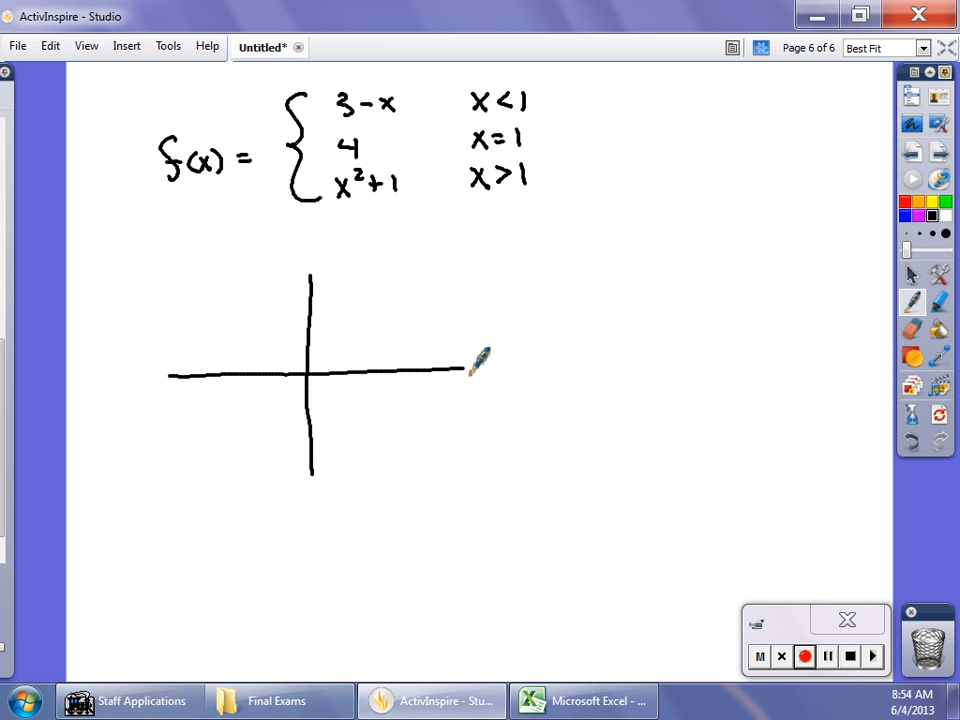 ActivInspire - Studio
File Edit View Insert Tools Help Untitled* Page 6 of 6 Best Fit
3 - x x < 1
f(x) = 4 x = 1
x² + 1 x > 1
M
Staff Applications Final Exams ActivInspire - Stu... Microsoft Excel - ...
8:54 AM
6/4/2013